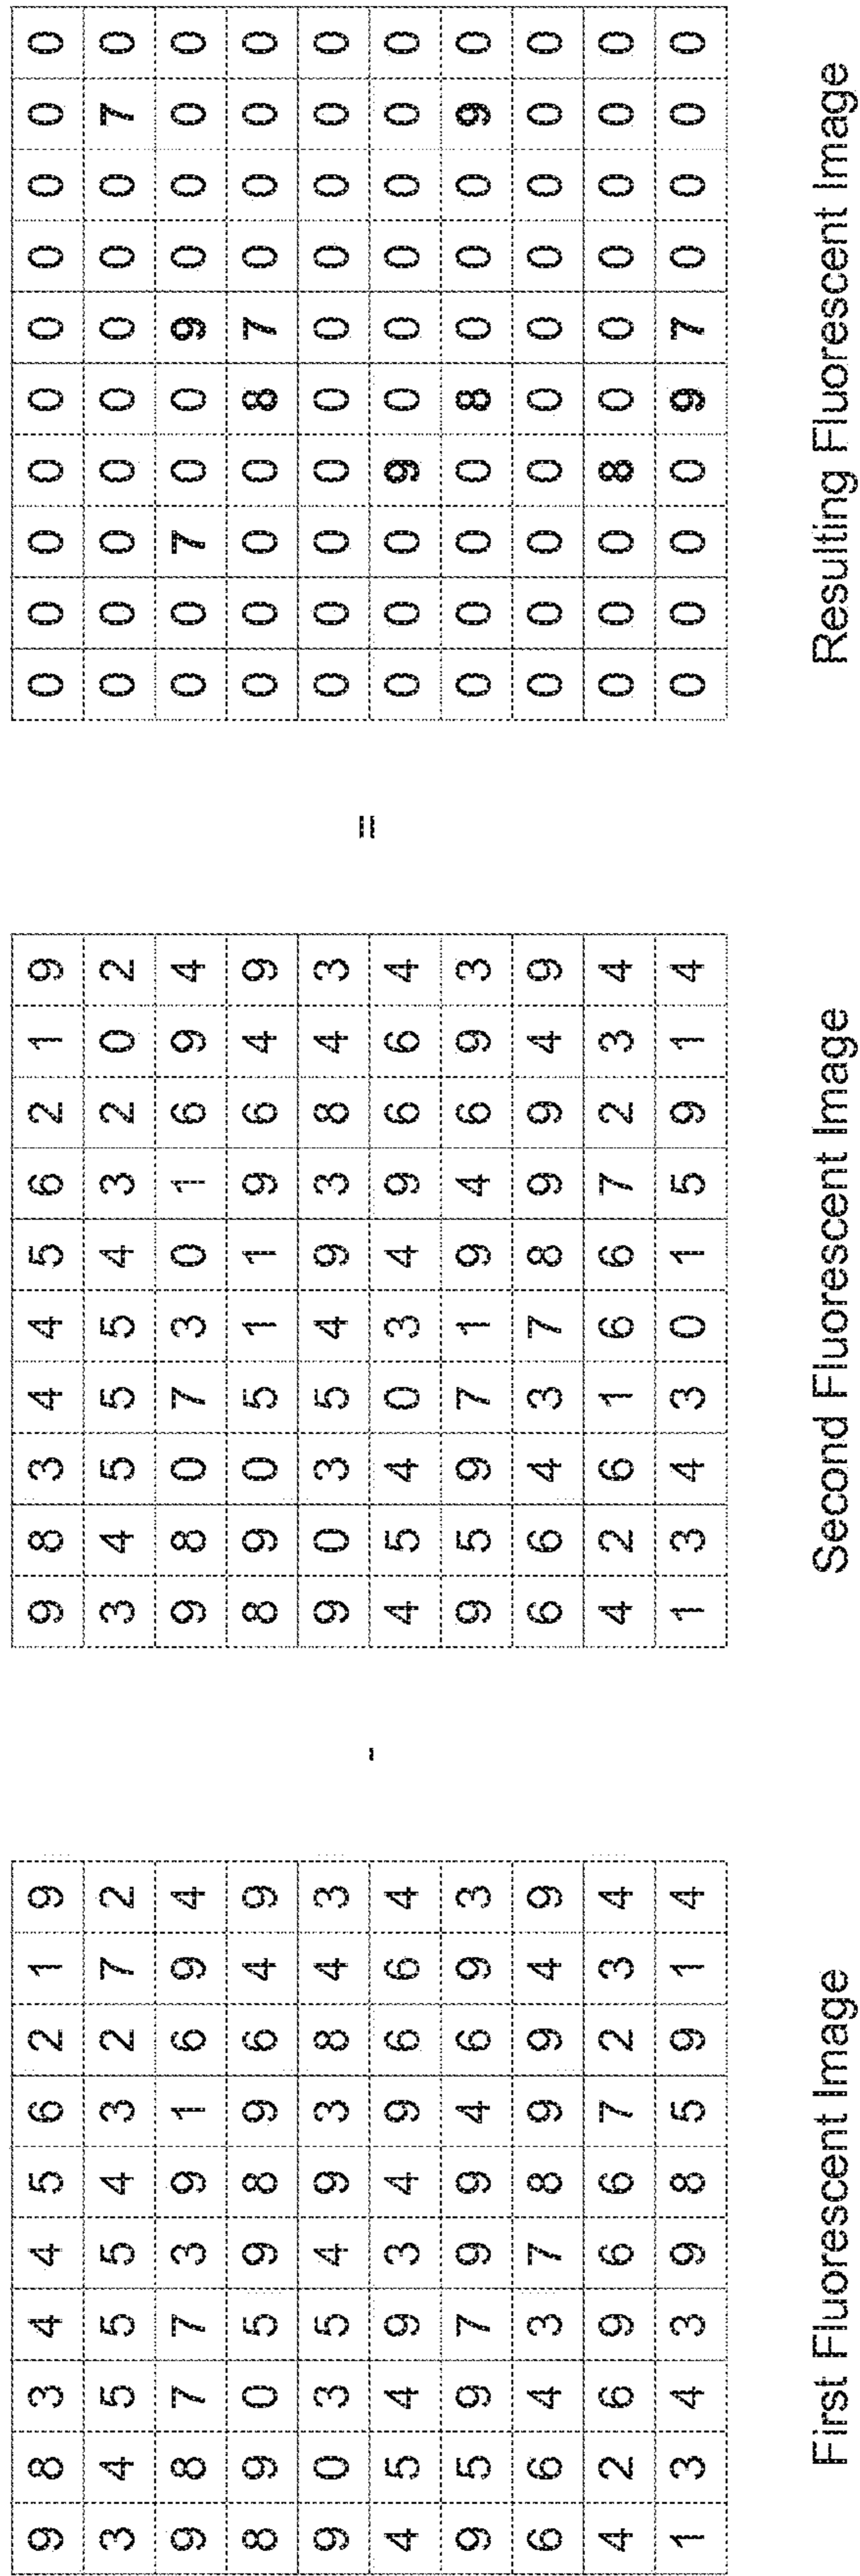 9 8 3 4 4 5 6 2 1 9
3 4 5 5 5 4 3 2 7 2
9 8 7 7 3 9 1 6 9 4
8 9 0 5 9 8 9 6 4 9
9 0 3 5 4 9 3 8 4 3
4 5 4 9 3 4 9 6 6 4
9 5 9 7 9 9 4 6 9 3
6 6 4 3 7 8 9 9 4 9
4 2 6 9 6 6 7 2 3 4
1 3 4 3 9 8 5 9 1 4
First Fluorescent Image
-
9 8 3 4 4 5 6 2 1 9
3 4 5 5 5 4 3 2 0 2
9 8 0 7 3 0 1 6 9 4
8 9 0 5 1 1 9 6 4 9
9 0 3 5 4 9 3 8 4 3
4 5 4 0 3 4 9 6 6 4
9 5 9 7 1 9 4 6 9 3
6 6 4 3 7 8 9 9 4 9
4 2 6 1 6 6 7 2 3 4
1 3 4 3 0 1 5 9 1 4
Second Fluorescent Image
=
0 0 0 0 0 0 0 0 0 0
0 0 0 0 0 0 0 0 7 0
0 0 7 0 0 9 0 0 0 0
0 0 0 0 8 7 0 0 0 0
0 0 0 0 0 0 0 0 0 0
0 0 0 9 0 0 0 0 0 0
0 0 0 0 8 0 0 0 9 0
0 0 0 0 0 0 0 0 0 0
0 0 0 8 0 0 0 0 0 0
0 0 0 0 9 7 0 0 0 0
Resulting Fluorescent Image